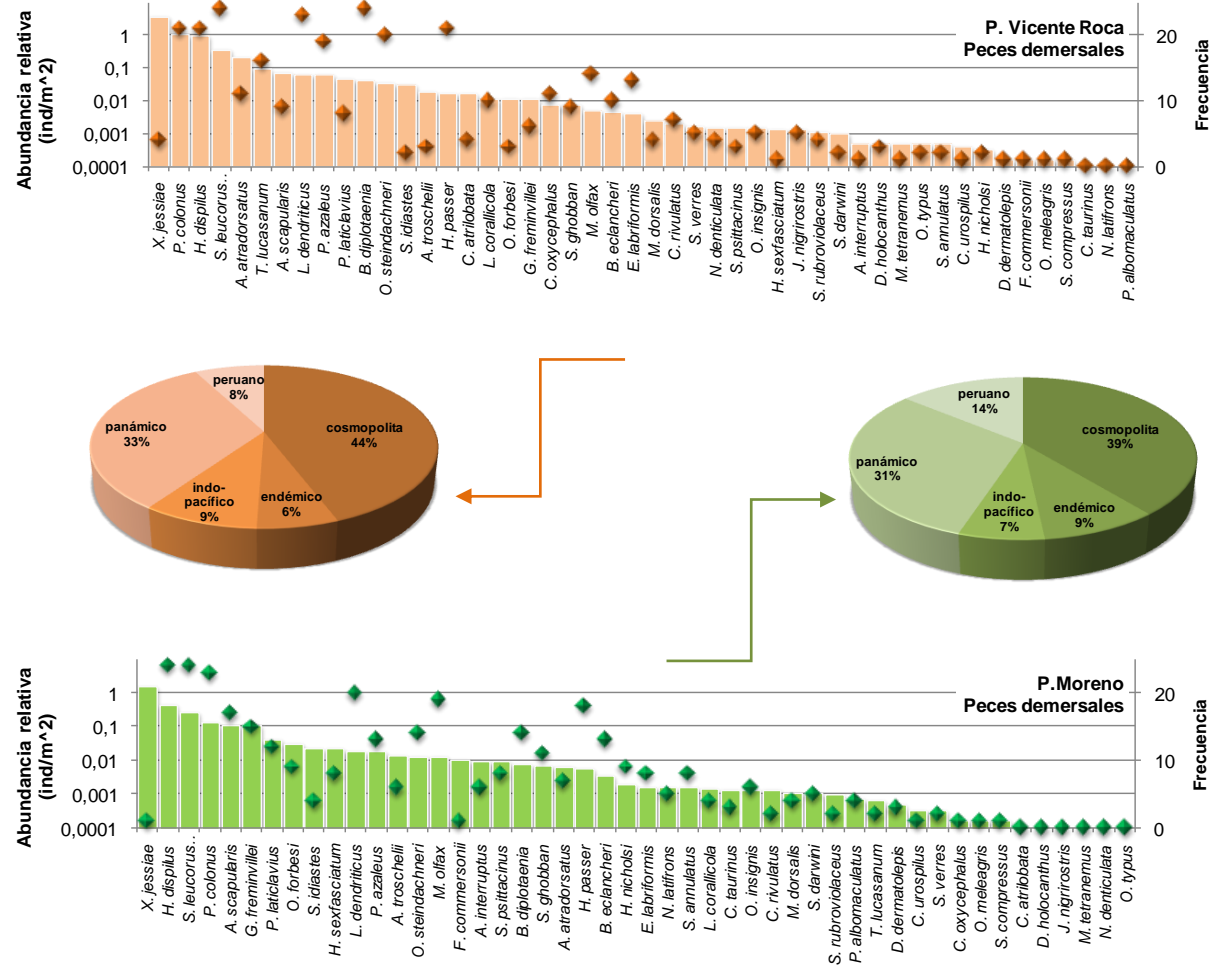 P. Vicente Roca
Peces demersales
Abundancia relativa
(ind/m^2)
1
0,1
0,01
0,001
0,0001
20
10
0
Frecuencia
X. jessiae
P. colonus
H. dispilus
S. leucorus…
A. atradorsatus
T. lucasanum
A. scapularis
L. dendriticus
P. azaleus
P. laticlavius
B. diplotaenia
O. steindachneri
S. idiastes
A. troschelii
H. passer
C. atrilobata
L. corallicola
O. forbesi
G. freminvillei
C. oxycephalus
S. ghobban
M. olfax
B. eclancheri
E. labriformis
M. dorsalis
C. rivulatus
S. verres
N. denticulata
S. psittacinus
O. insignis
H. sexfasciatum
J. nigrirostris
S. rubroviolaceus
S. darwini
A. interruptus
D. holocanthus
M. tetranemus
O. typus
S. annulatus
C. urospilus
H. nicholsi
D. dermatolepis
F. commersonii
O. meleagris
S. compressus
C. taurinus
N. latifrons
P. albomaculatus
peruano
8%
panámico
33%
cosmopolita
44%
indo-
pacífico
9%
endémico
6%
peruano
14%
cosmopolita
39%
panámico
31%
indo-
pacífico
7%
endémico
9%
P.Moreno
Peces demersales
Abundancia relativa
(ind/m^2)
1
0,1
0,01
0,001
0,0001
20
10
0
Frecuencia
X. jessiae
H. dispilus
S. leucorus…
P. colonus
A. scapularis
G. freminvillei
P. laticlavius
O. forbesi
S. idiastes
H. sexfasciatum
L. dendriticus
P. azaleus
A. troschelii
O. steindachneri
M. olfax
F. commersonii
A. interruptus
S. psittacinus
B. diplotaenia
S. ghobban
A. atradorsatus
H. passer
B. eclancheri
H. nicholsi
E. labriformis
N. latifrons
S. annulatus
L. corallicola
C. taurinus
O. insignis
C. rivulatus
M. dorsalis
S. darwini
S. rubroviolaceus
P. albomaculatus
T. lucasanum
D. dermatolepis
C. urospilus
S. verres
C. oxycephalus
O. meleagris
S. compressus
C. atrilobata
D. holocanthus
J. nigrirostris
M. tetranemus
N. denticulata
O. typus